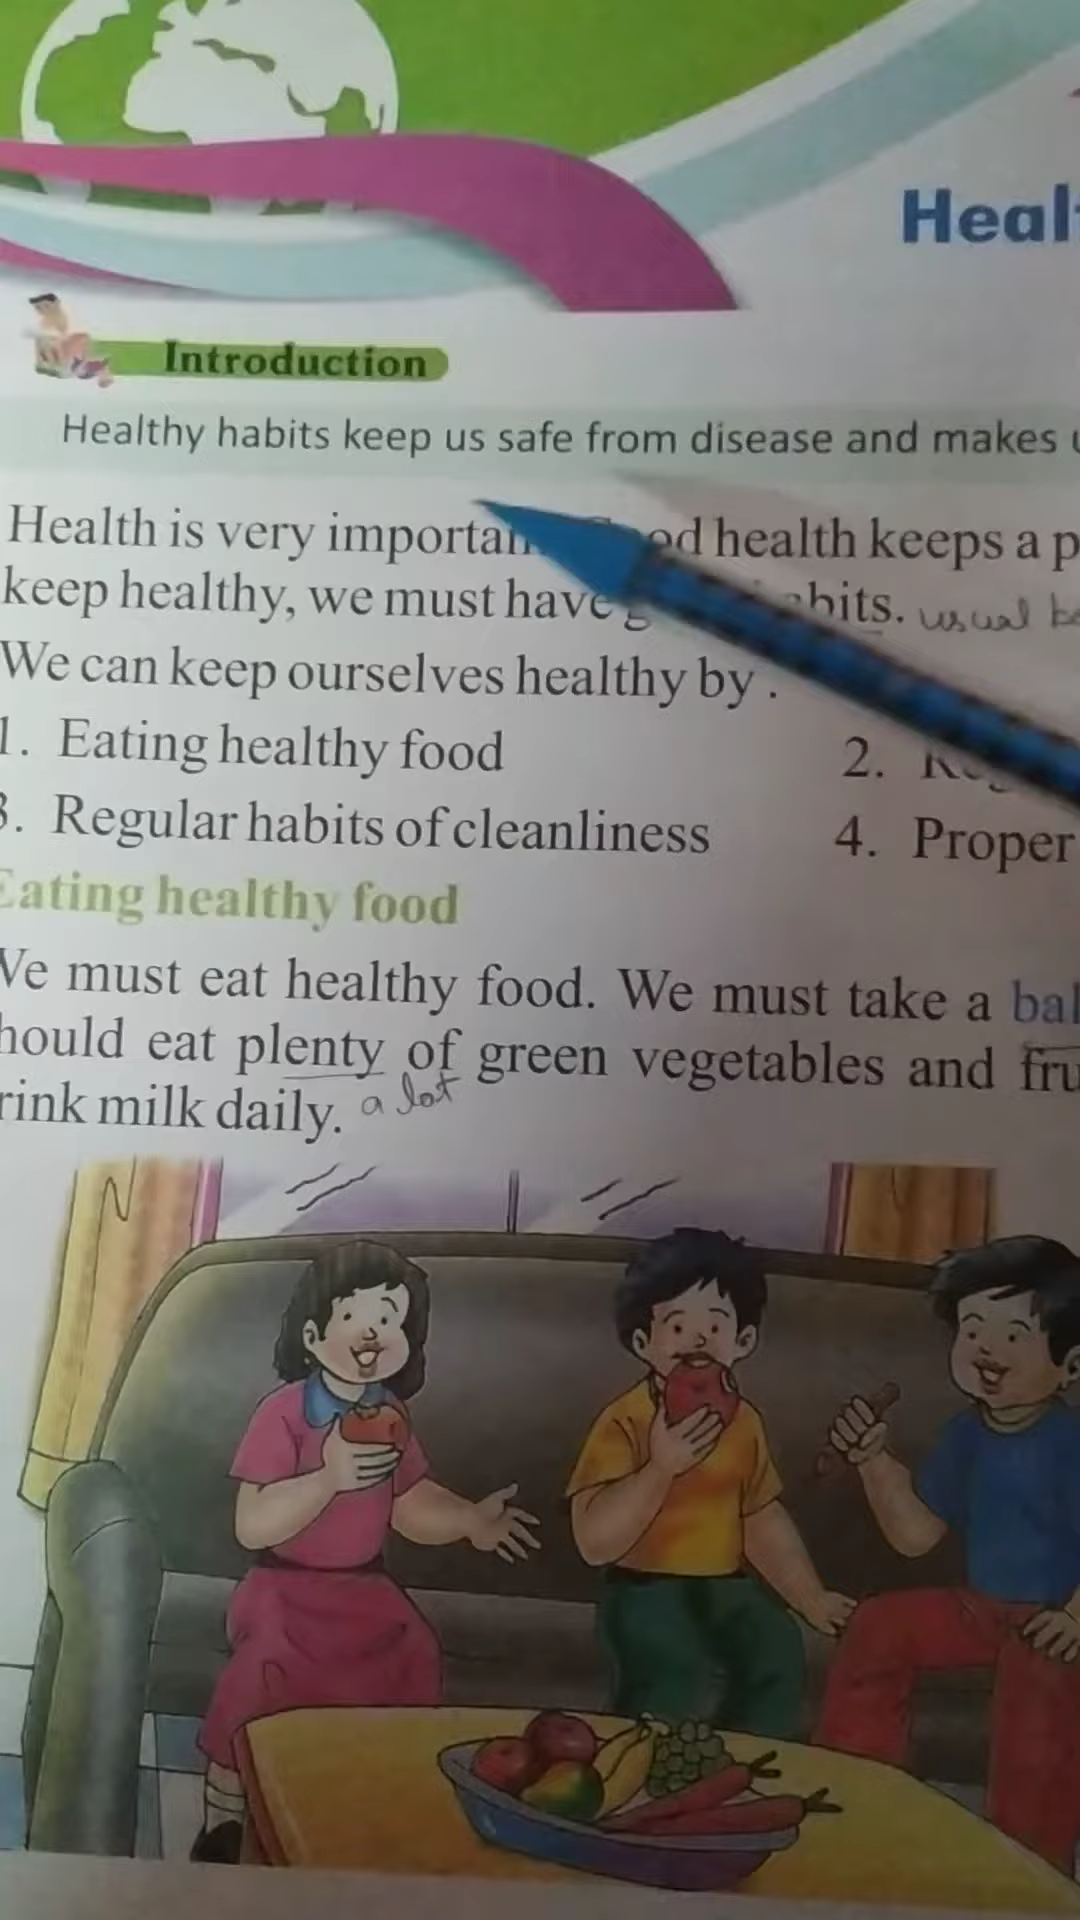 Heal
Introduction
Healthy habits keep us safe from disease and makes
Health is very health keeps a
keep healthy, we must have usual
We can keep ourselves healthy by .
1. Eating healthy food 2.
3. Regular habits of cleanliness 4. Proper
Eating healthy food
We must eat healthy food. We must take a bal
hould eat plenty of green vegetables and fru
rink milk daily. a lot